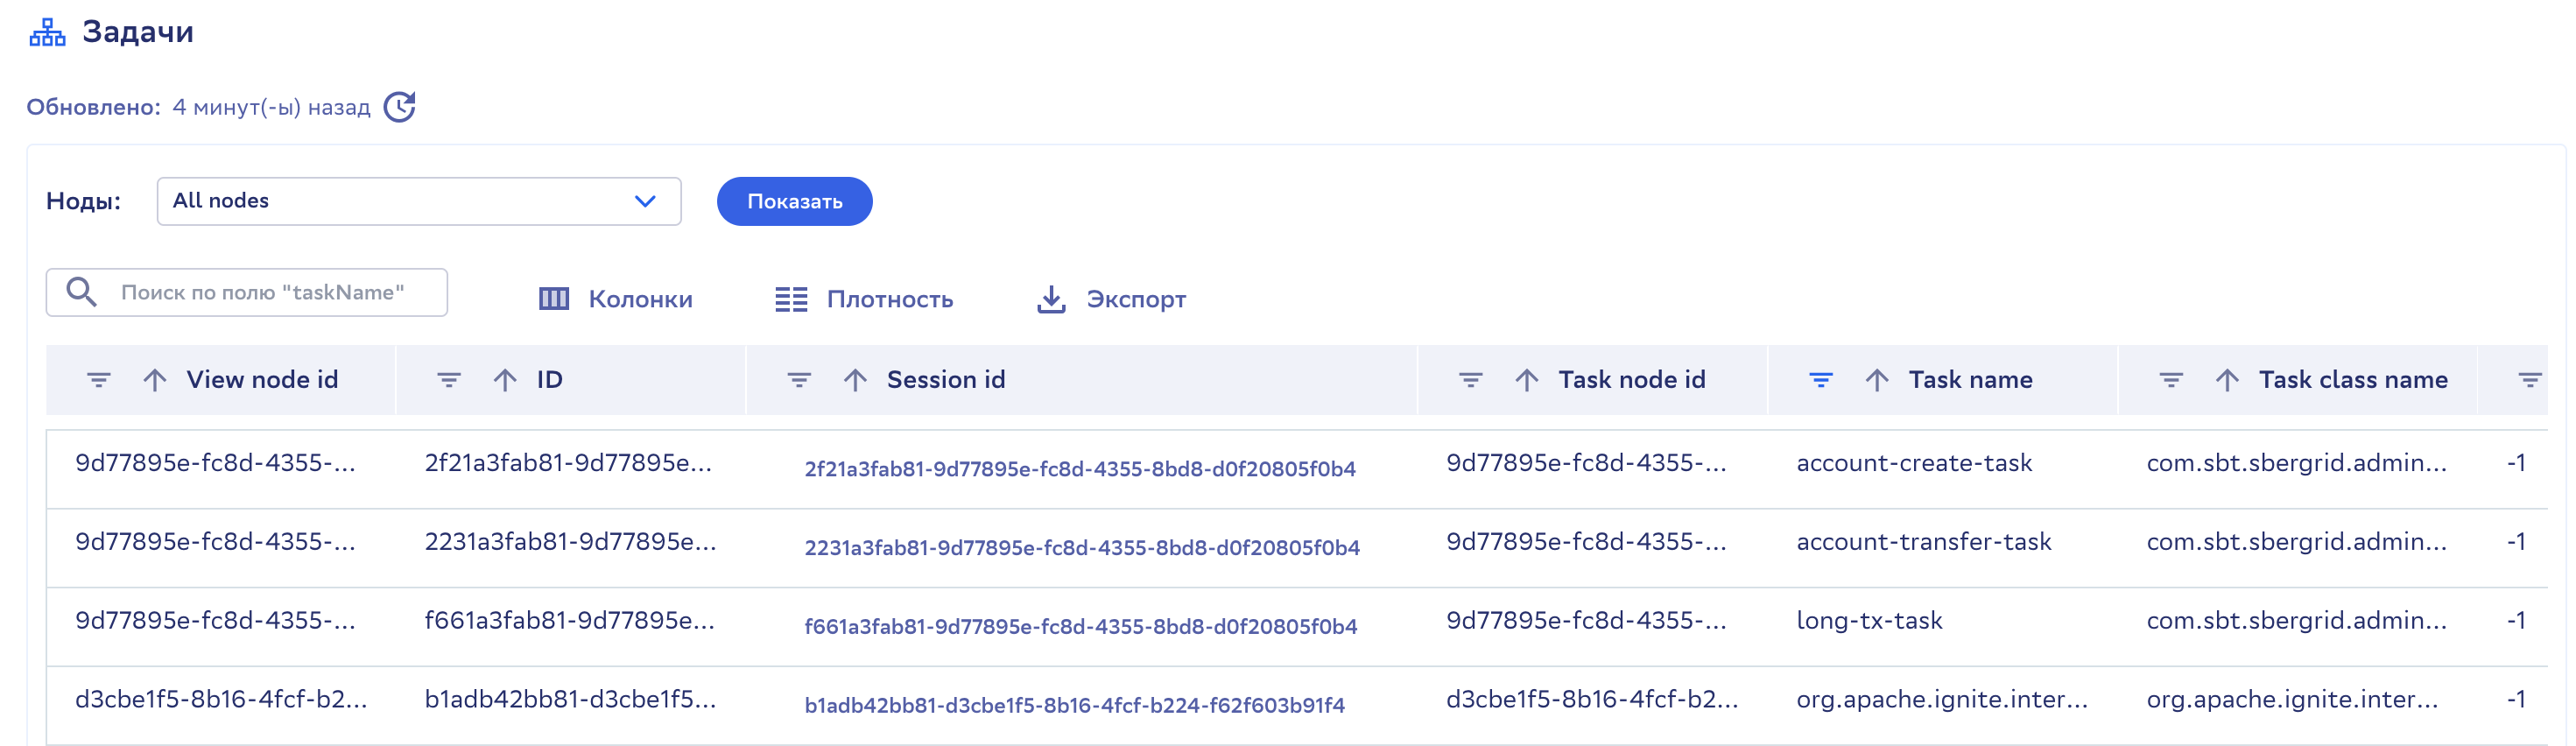 Задачи
Обновлено: 4 минут(-ы) назад
Ноды: All nodes Показать
Поиск по полю "taskName" Колонки Плотность Экспорт
View node id ID Session id Task node id Task name Task class name
9d77895e-fc8d-4355-... 2f21a3fab81-9d77895e... 2f21a3fab81-9d77895e-fc8d-4355-8bd8-d0f20805f0b4 9d77895e-fc8d-4355-... account-create-task com.sbt.sbergrid.admin... -1
9d77895e-fc8d-4355-... 2231a3fab81-9d77895e... 2231a3fab81-9d77895e-fc8d-4355-8bd8-d0f20805f0b4 9d77895e-fc8d-4355-... account-transfer-task com.sbt.sbergrid.admin... -1
9d77895e-fc8d-4355-... f661a3fab81-9d77895e... f661a3fab81-9d77895e-fc8d-4355-8bd8-d0f20805f0b4 9d77895e-fc8d-4355-... long-tx-task com.sbt.sbergrid.admin... -1
d3cbe1f5-8b16-4fcf-b2... b1adb42bb81-d3cbe1f5... b1adb42bb81-d3cbe1f5-8b16-4fcf-b224-f62f603b91f4 d3cbe1f5-8b16-4fcf-b2... org.apache.ignite.inter... org.apache.ignite.inter... -1